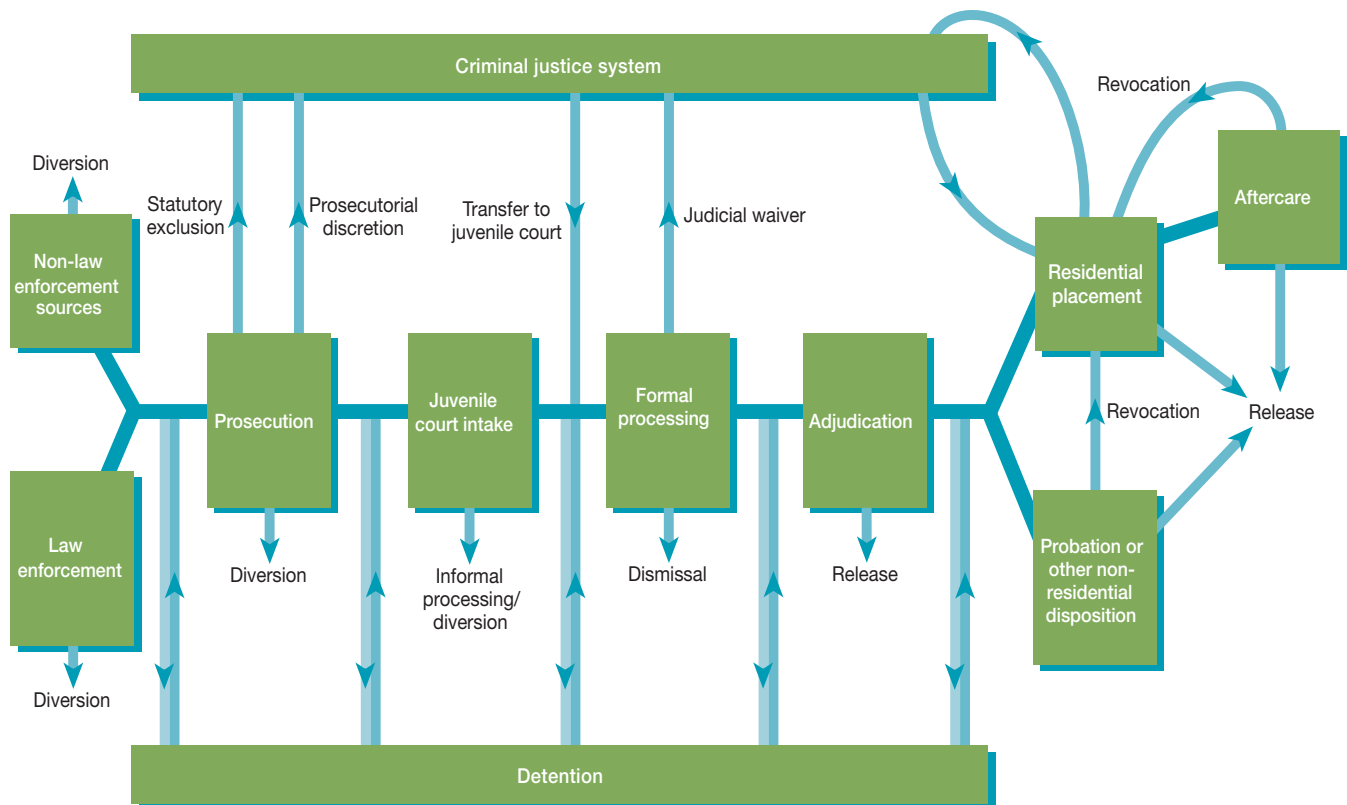 Criminal justice system
Revocation
Diversion
Statutory
exclusion
Prosecutorial
discretion
Transfer to
juvenile court
Judicial waiver
Aftercare
Non-law
enforcement
sources
Residential
placement
Prosecution
Juvenile
court intake
Formal
processing
Adjudication
Revocation
Release
Law
enforcement
Diversion
Informal
processing/
diversion
Dismissal
Release
Probation or
other non-
residential
disposition
Diversion
Detention